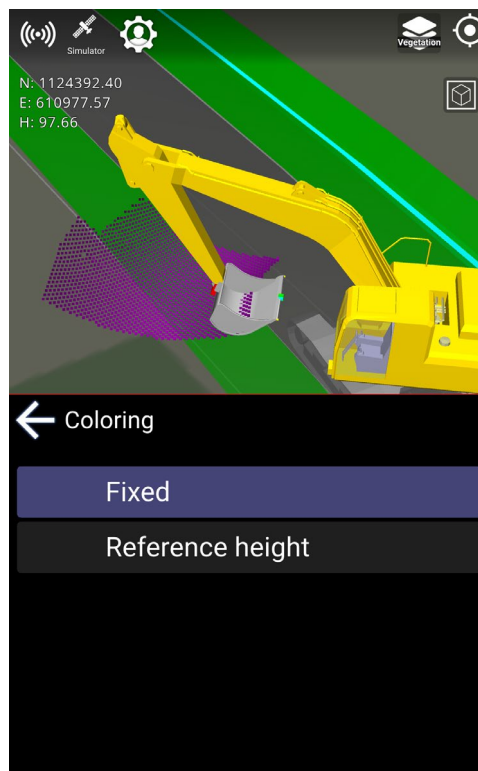 Simulator
Vegetation
N: 1124392.40
E: 610977.57
H: 97.66
Coloring
Fixed
Reference height